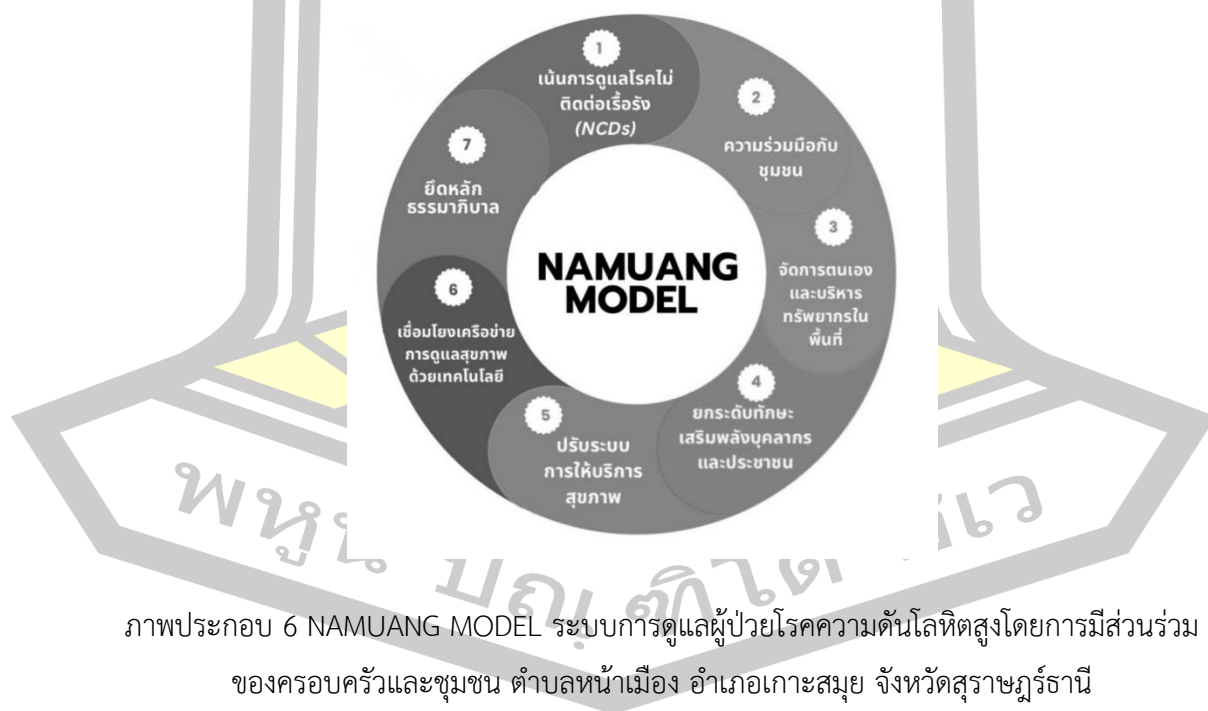 1
เน้นการดูแลโรคไม่
ติดต่อเรื้อรัง
(NCDs)
2
ความร่วมมือกับ
ชุมชน
3
จัดการตนเอง
และบริหาร
ทรัพยากรใน
พื้นที่
4
ยกระดับทักษะ
เสริมพลังบุคลากร
และประชาชน
5
ปรับระบบ
การให้บริการ
สุขภาพ
6
เชื่อมโยงเครือข่าย
การดูแลสุขภาพ
ด้วยเทคโนโลยี
7
ยึดหลัก
ธรรมาภิบาล
NAMUANG
MODEL
ภาพประกอบ 6 NAMUANG MODEL ระบบการดูแลผู้ป่วยโรคความดันโลหิตสูงโดยการมีส่วนร่วม
ของครอบครัวและชุมชน ตำบลหน้าเมือง อำเภอเกาะสมุย จังหวัดสุราษฎร์ธานี